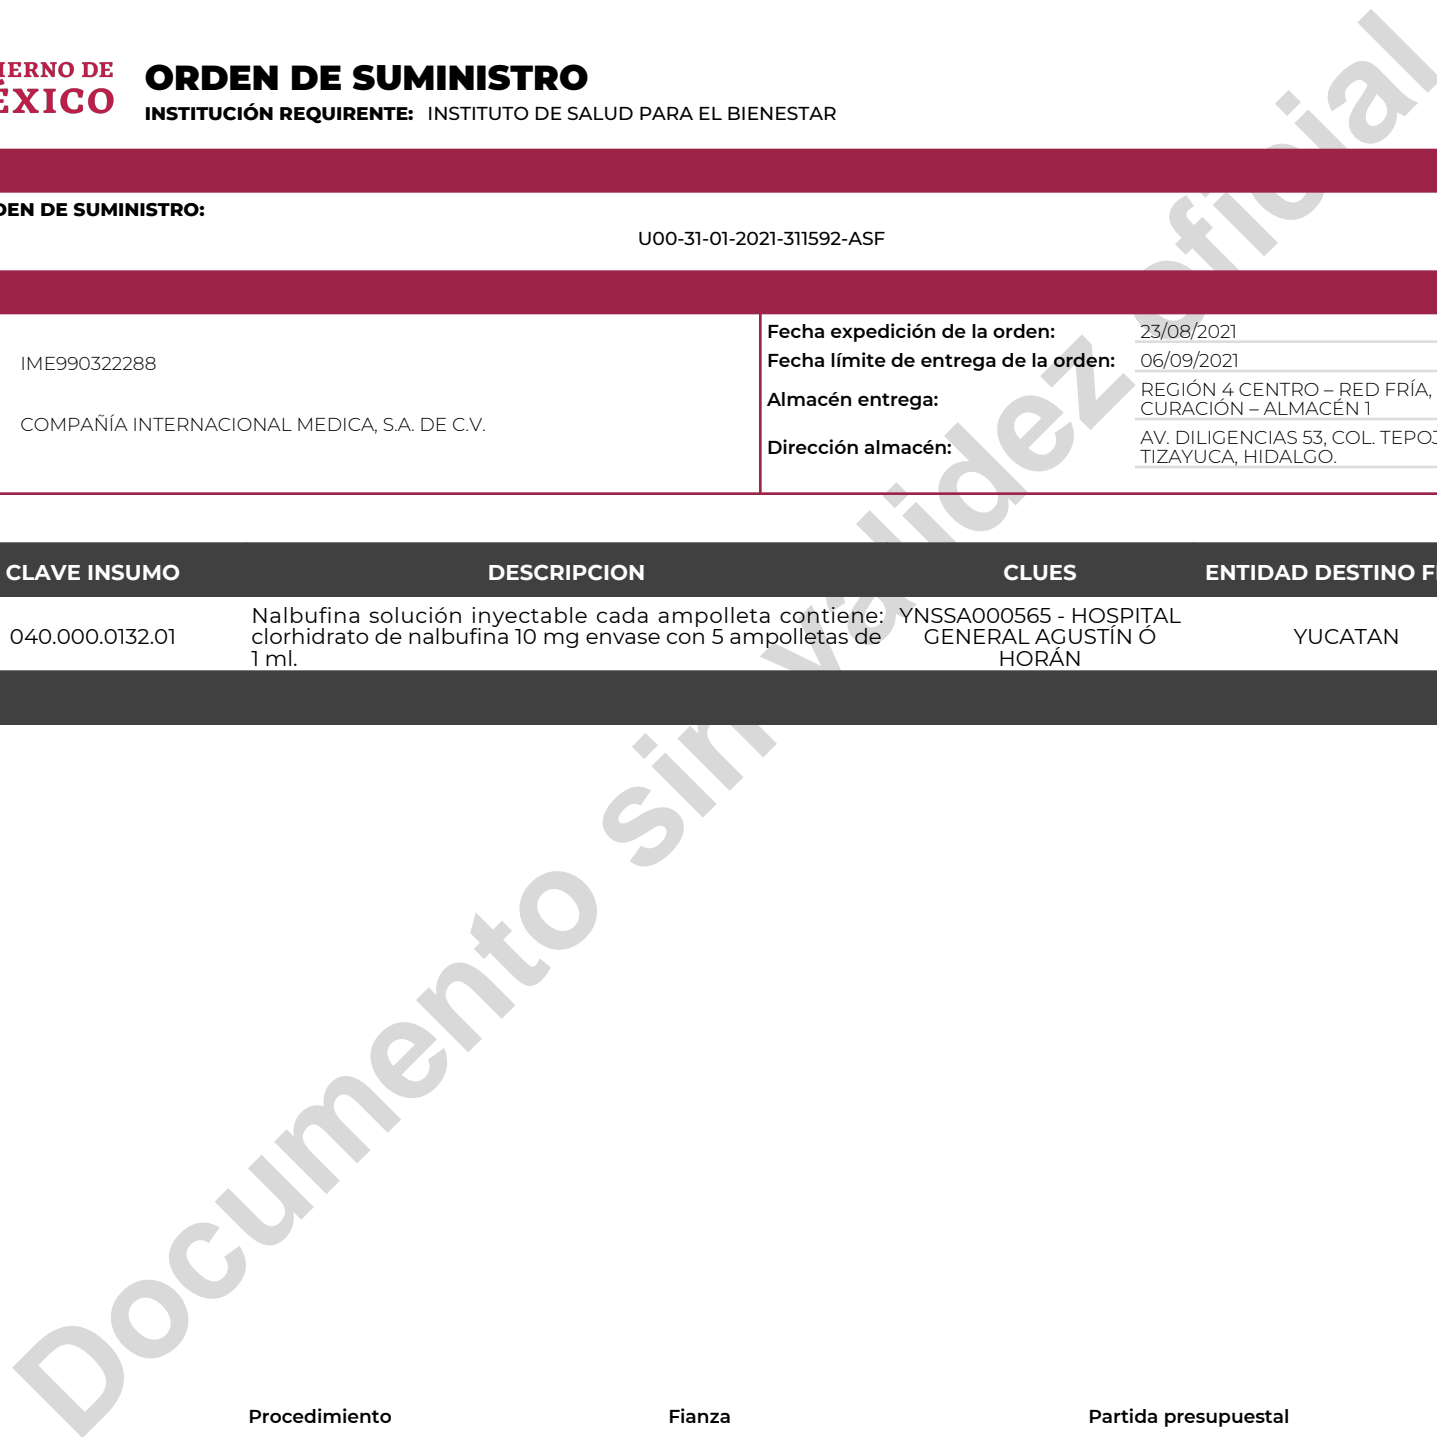 IERNO DE
ÉXICO
ORDEN DE SUMINISTRO
INSTITUCIÓN REQUIRENTE: INSTITUTO DE SALUD PARA EL BIENESTAR
DEN DE SUMINISTRO:
U00-31-01-2021-311592-ASF
IME990322288
COMPAÑÍA INTERNACIONAL MEDICA, S.A. DE C.V.
Fecha expedición de la orden: 23/08/2021
Fecha límite de entrega de la orden: 06/09/2021
Almacén entrega: REGIÓN 4 CENTRO – RED FRÍA,
CURACIÓN – ALMACÉN 1
Dirección almacén: AV. DILIGENCIAS 53, COL. TEPOJ
TIZAYUCA, HIDALGO.
CLAVE INSUMO DESCRIPCION CLUES ENTIDAD DESTINO F
040.000.0132.01
Nalbufina solución inyectable cada ampolleta contiene:
clorhidrato de nalbufina 10 mg envase con 5 ampolletas de
1 ml.
YNSSA000565 - HOSPITAL
GENERAL AGUSTÍN Ó
HORÁN
YUCATAN
Documento sin validez oficial
Procedimiento Fianza Partida presupuestal